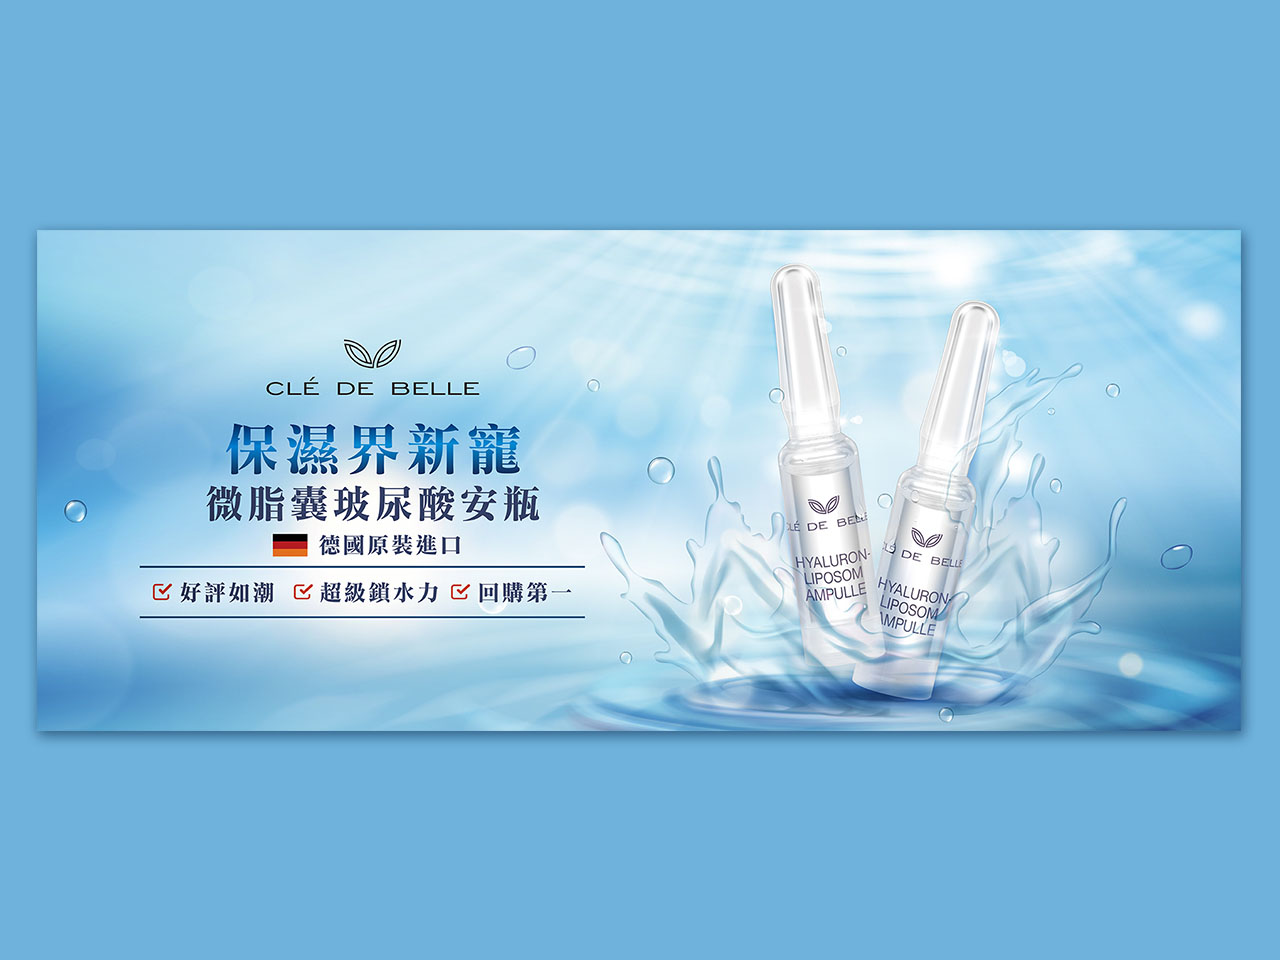 CLÉ DE BELLE
保濕界新寵
微脂囊玻尿酸安瓶
德國原裝進口
好評如潮 超級鎖水力 回購第一
CLÉ DE BELLE
HYALURON-
LIPOSOM
AMPULLE
CLÉ DE BELLE
HYALURON-
LIPOSOM
AMPULLE